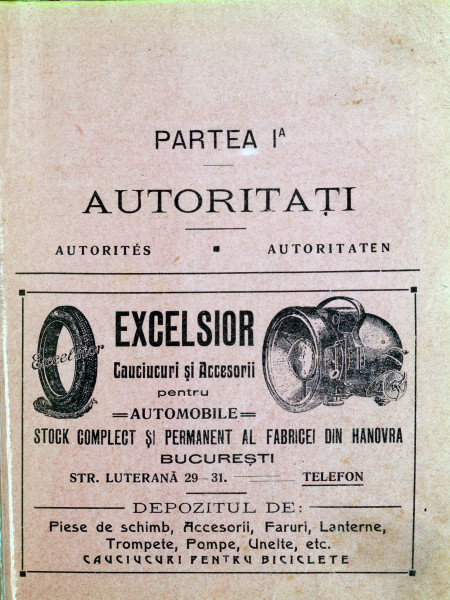 PARTEA Iᴬ
AUTORITAȚI
AUTORITÉS ▪ AUTORITATEN
Excelsior
EXCELSIOR
Cauciucuri și Accesorii
pentru
AUTOMOBILE
STOCK COMPLECT ȘI PERMANENT AL FABRICEI DIN HANOVRA
BUCUREȘTI
STR. LUTERANĂ 29-31. TELEFON
DEPOZITUL DE:
Piese de schimb, Accesorii, Faruri, Lanterne,
Trompete, Pompe, Unelte, etc.
CAUCIUCURI PENTRU BICICLETE